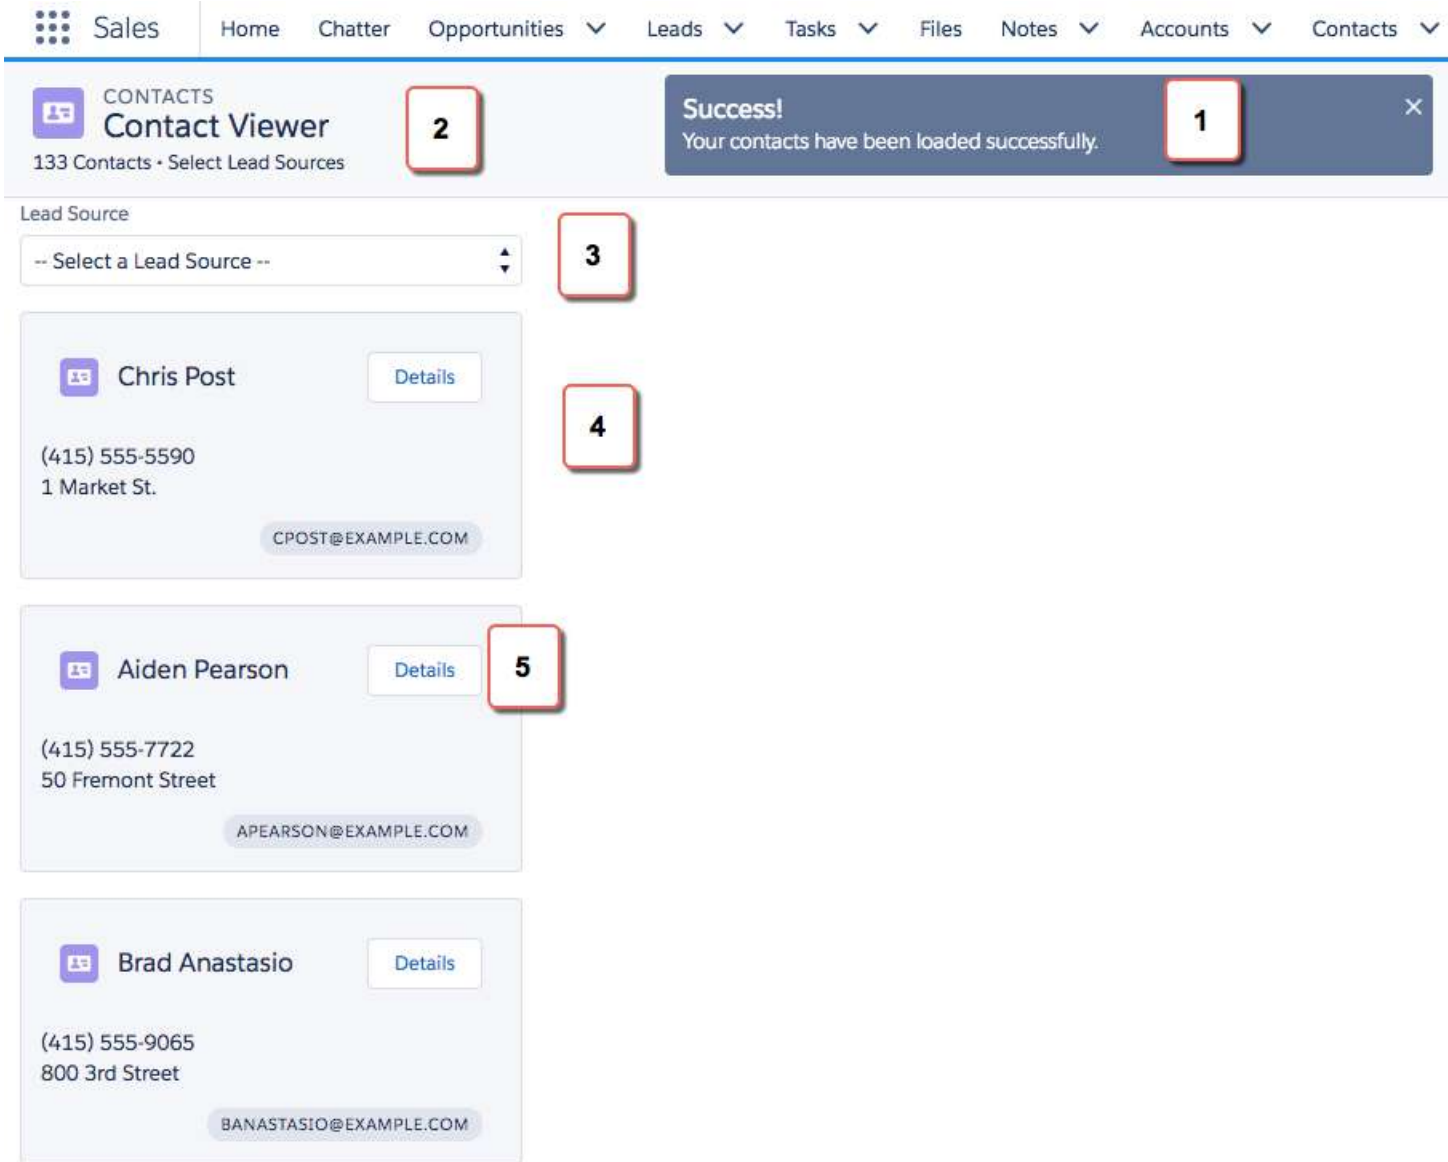 Sales Home Chatter Opportunities Leads Tasks Files Notes Accounts Contacts
CONTACTS
Contact Viewer
133 Contacts • Select Lead Sources
2
Success!
Your contacts have been loaded successfully.
1
Lead Source
-- Select a Lead Source --
3
Chris Post Details
4
(415) 555-5590
1 Market St.
CPOST@EXAMPLE.COM
Aiden Pearson Details
5
(415) 555-7722
50 Fremont Street
APEARSON@EXAMPLE.COM
Brad Anastasio Details
(415) 555-9065
800 3rd Street
BANASTASIO@EXAMPLE.COM